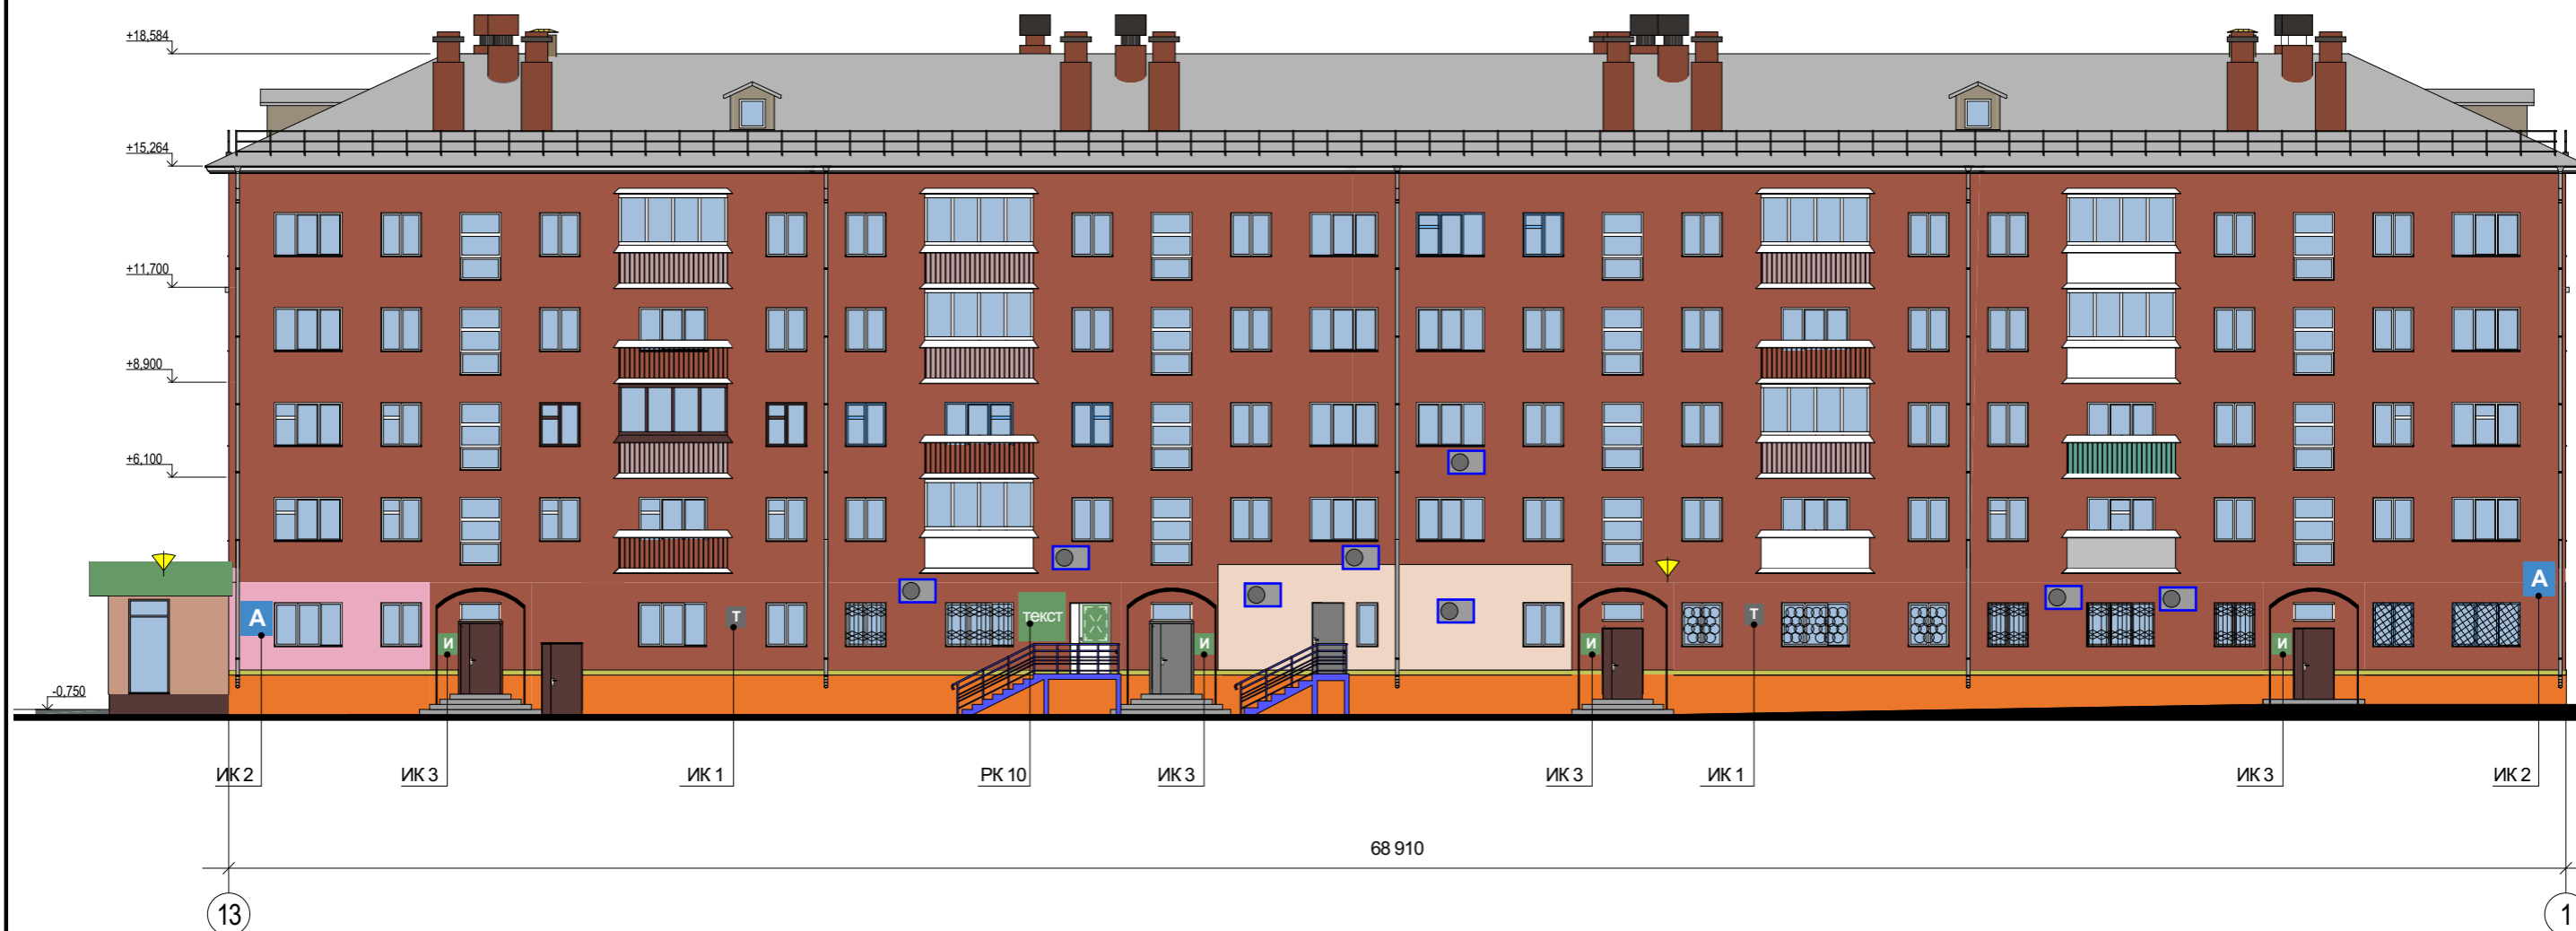 +18,584
+15,264
+11,700
+8,900
+6,100
-0,750
А
И
Т
текст
И
И
Т
И
А
ИК 2
ИК 3
ИК 1
РК 10
ИК 3
ИК 3
ИК 1
ИК 3
ИК 2
68 910
13
1